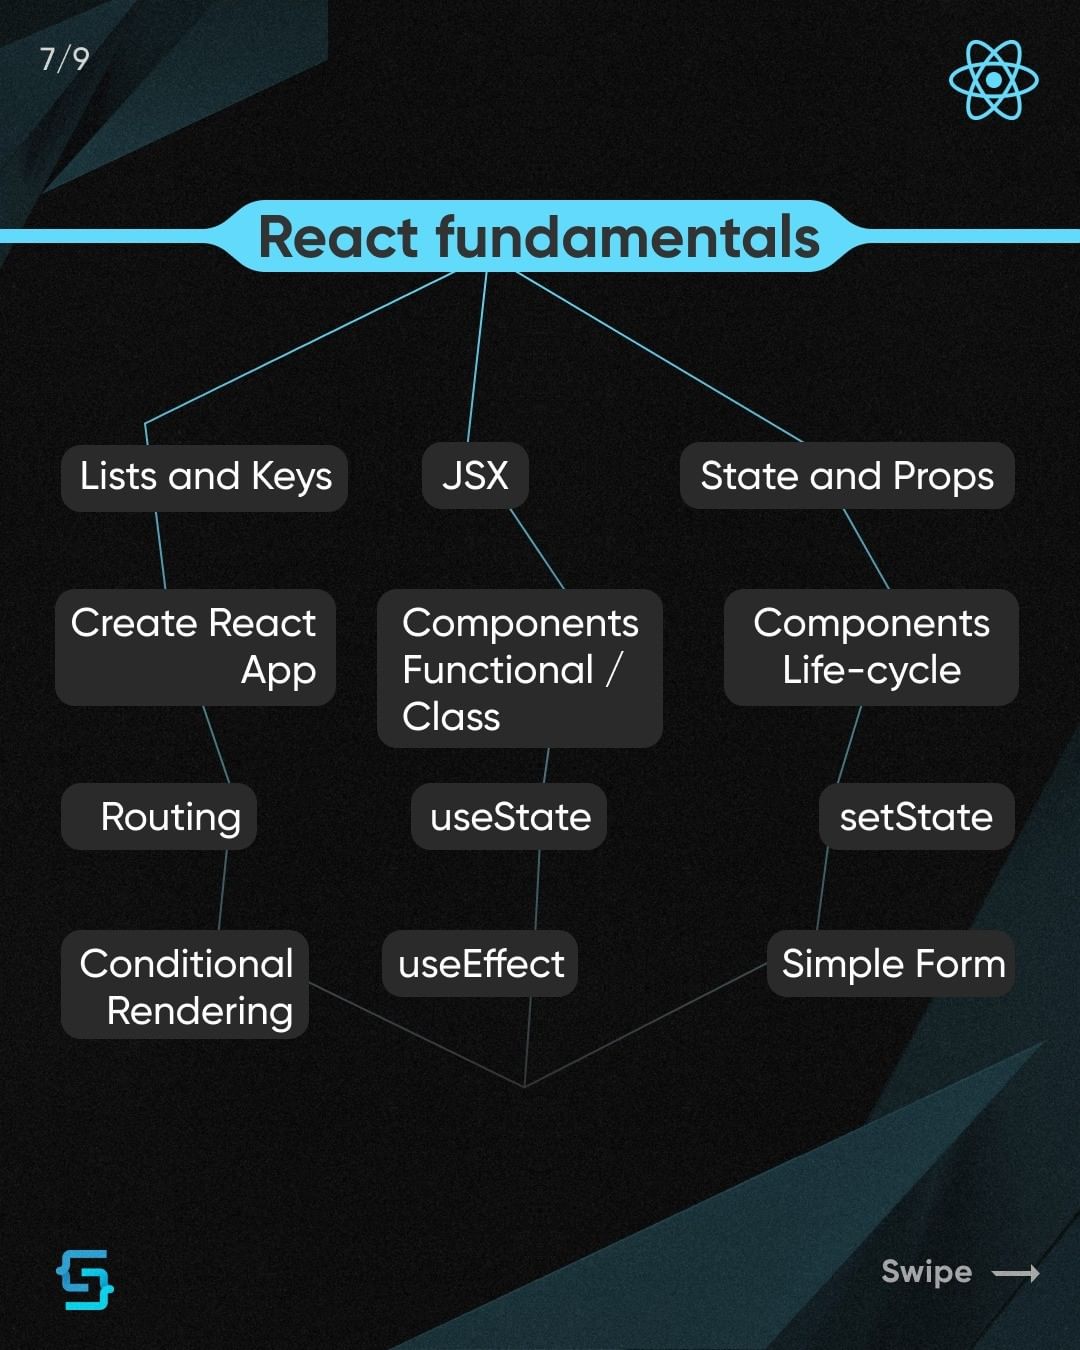 7/9
React fundamentals
Lists and Keys
JSX
State and Props
Create React
App
Components
Functional /
Class
Components
Life-cycle
Routing
useState
setState
Conditional
Rendering
useEffect
Simple Form
Swipe